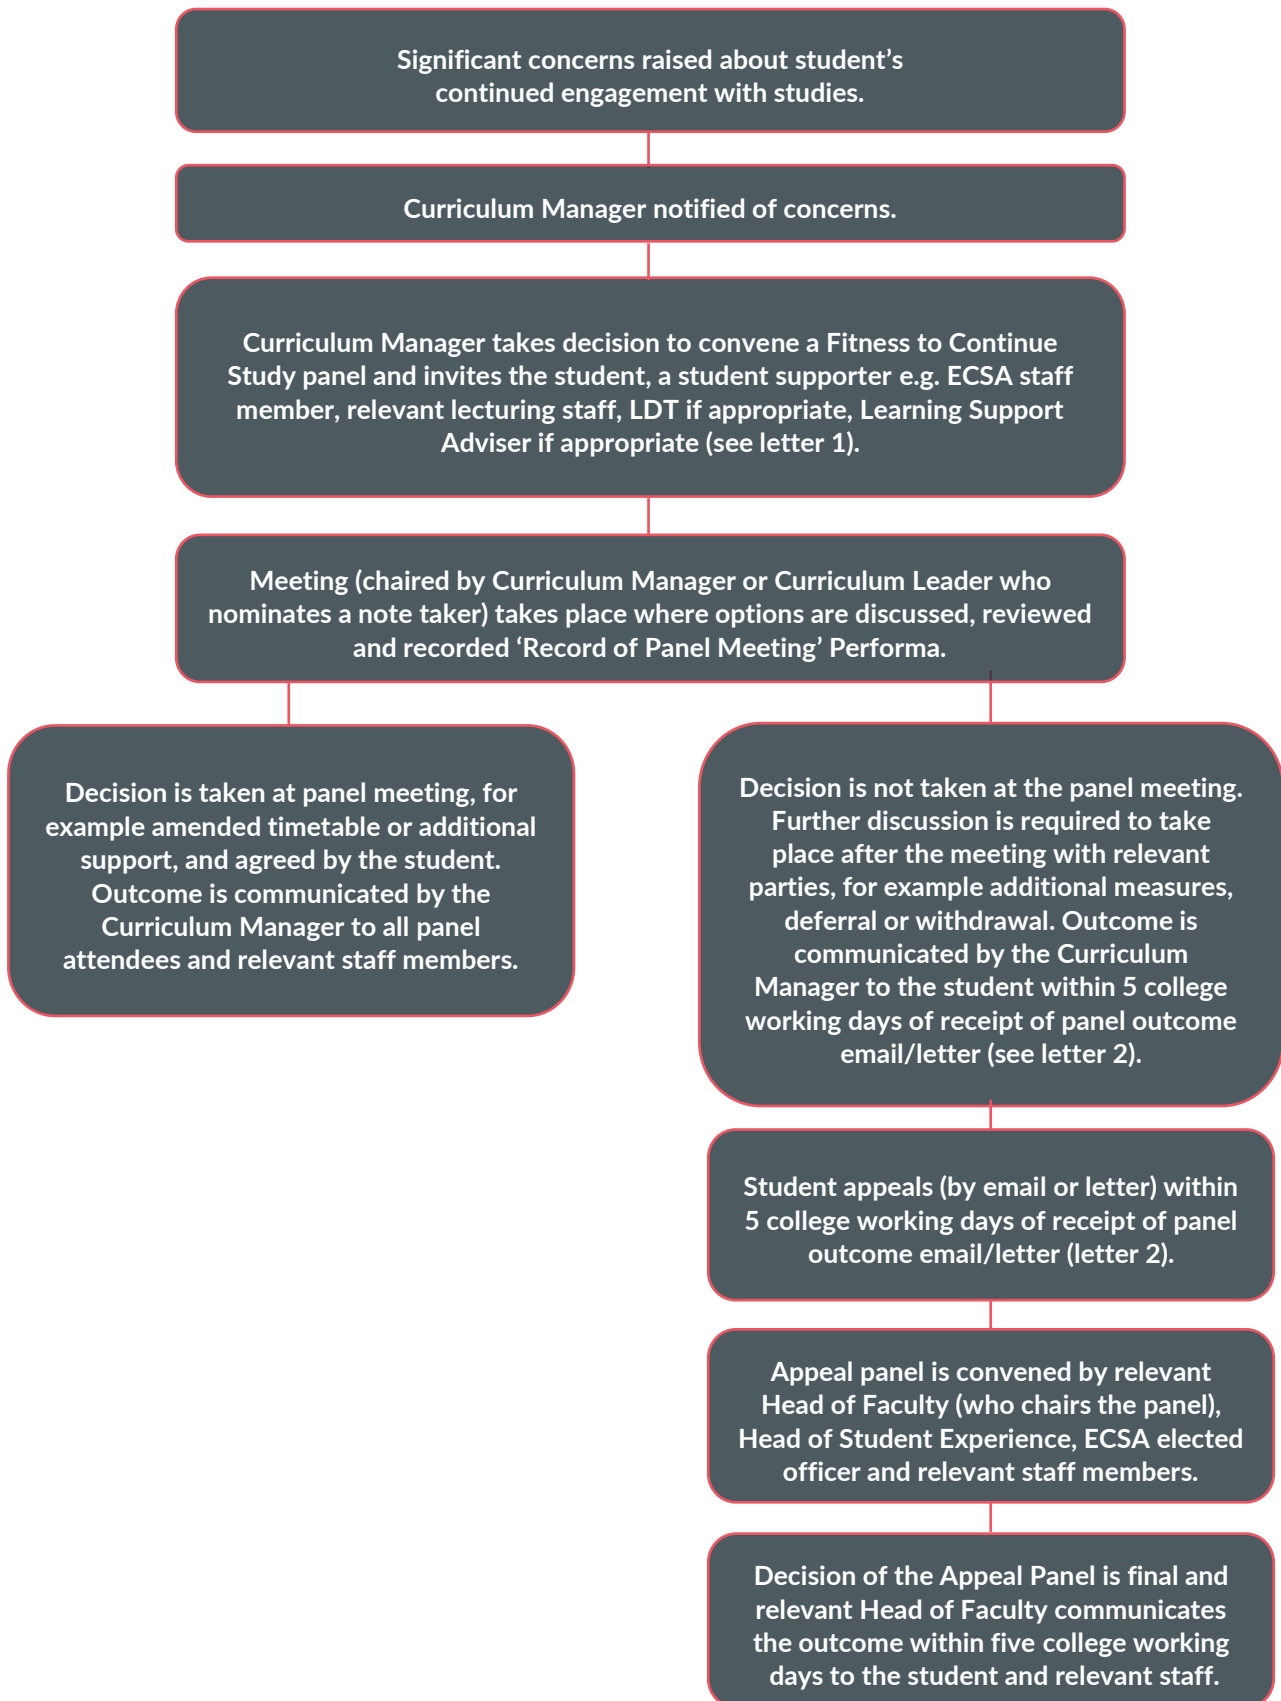 Significant concerns raised about student’s
continued engagement with studies.
Curriculum Manager notified of concerns.
Curriculum Manager takes decision to convene a Fitness to Continue
Study panel and invites the student, a student supporter e.g. ECSA staff
member, relevant lecturing staff, LDT if appropriate, Learning Support
Adviser if appropriate (see letter 1).
Meeting (chaired by Curriculum Manager or Curriculum Leader who
nominates a note taker) takes place where options are discussed, reviewed
and recorded ‘Record of Panel Meeting’ Performa.
Decision is taken at panel meeting, for
example amended timetable or additional
support, and agreed by the student.
Outcome is communicated by the
Curriculum Manager to all panel
attendees and relevant staff members.
Decision is not taken at the panel meeting.
Further discussion is required to take
place after the meeting with relevant
parties, for example additional measures,
deferral or withdrawal. Outcome is
communicated by the Curriculum
Manager to the student within 5 college
working days of receipt of panel outcome
email/letter (see letter 2).
Student appeals (by email or letter) within
5 college working days of receipt of panel
outcome email/letter (letter 2).
Appeal panel is convened by relevant
Head of Faculty (who chairs the panel),
Head of Student Experience, ECSA elected
officer and relevant staff members.
Decision of the Appeal Panel is final and
relevant Head of Faculty communicates
the outcome within five college working
days to the student and relevant staff.